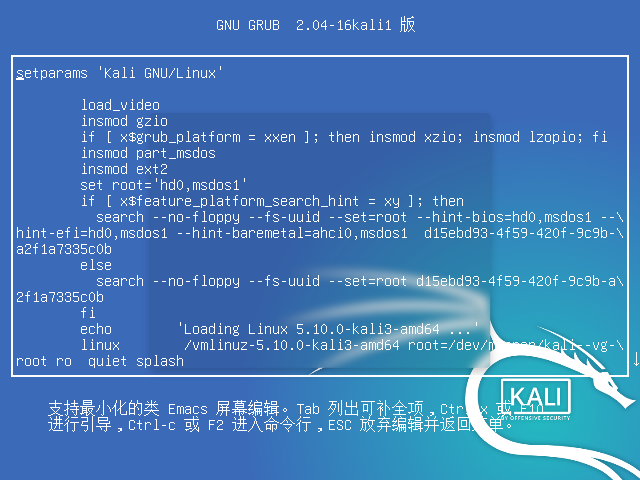 GNU GRUB  2.04-16kali1 版
setparams 'Kali GNU/Linux'
load_video
insmod gzio
if [ x$grub_platform = xxen ]; then insmod xzio; insmod lzopio; fi
insmod part_msdos
insmod ext2
set root='hd0,msdos1'
if [ x$feature_platform_search_hint = xy ]; then
search --no-floppy --fs-uuid --set=root --hint-bios=hd0,msdos1 --\
hint-efi=hd0,msdos1 --hint-baremetal=ahci0,msdos1  d15ebd93-4f59-420f-9c9b-\
a2f1a7335c0b
else
search --no-floppy --fs-uuid --set=root d15ebd93-4f59-420f-9c9b-a\
2f1a7335c0b
fi
echo 'Loading Linux 5.10.0-kali3-amd64 ...'
linux /vmlinuz-5.10.0-kali3-amd64 root=/dev/mapper/kali--vg-\
root ro  quiet splash
支持最小化的类 Emacs 屏幕编辑。Tab 列出可补全项，Ctrl-x 或 F10
进行引导，Ctrl-c 或 F2 进入命令行，ESC 放弃编辑并返回菜单。
KALI
BY OFFENSIVE SECURITY